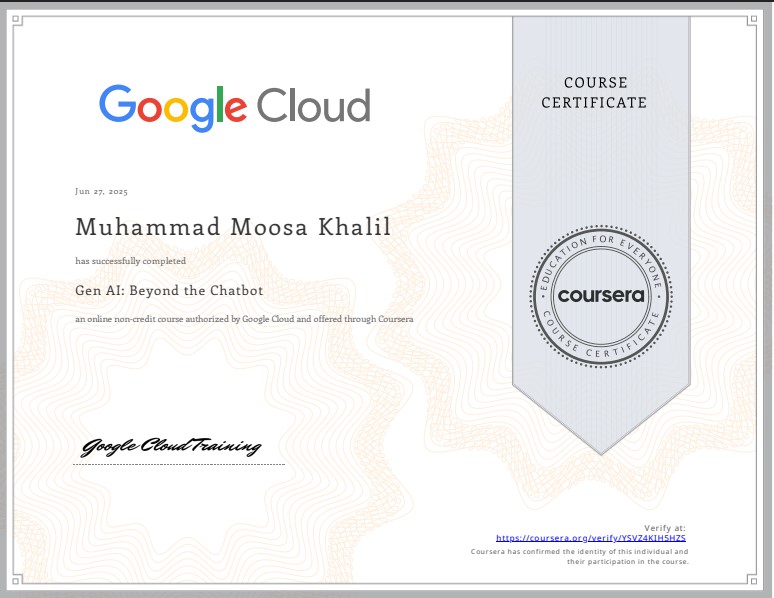 Google Cloud
COURSE
CERTIFICATE
Jun 27, 2025
Muhammad Moosa Khalil
has successfully completed
Gen AI: Beyond the Chatbot
an online non-credit course authorized by Google Cloud and offered through Coursera
EDUCATION FOR EVERYONE
coursera
COURSE CERTIFICATE
Google Cloud Training
Verify at:
https://coursera.org/verify/YSVZ4KIH5HZS
Coursera has confirmed the identity of this individual and
their participation in the course.